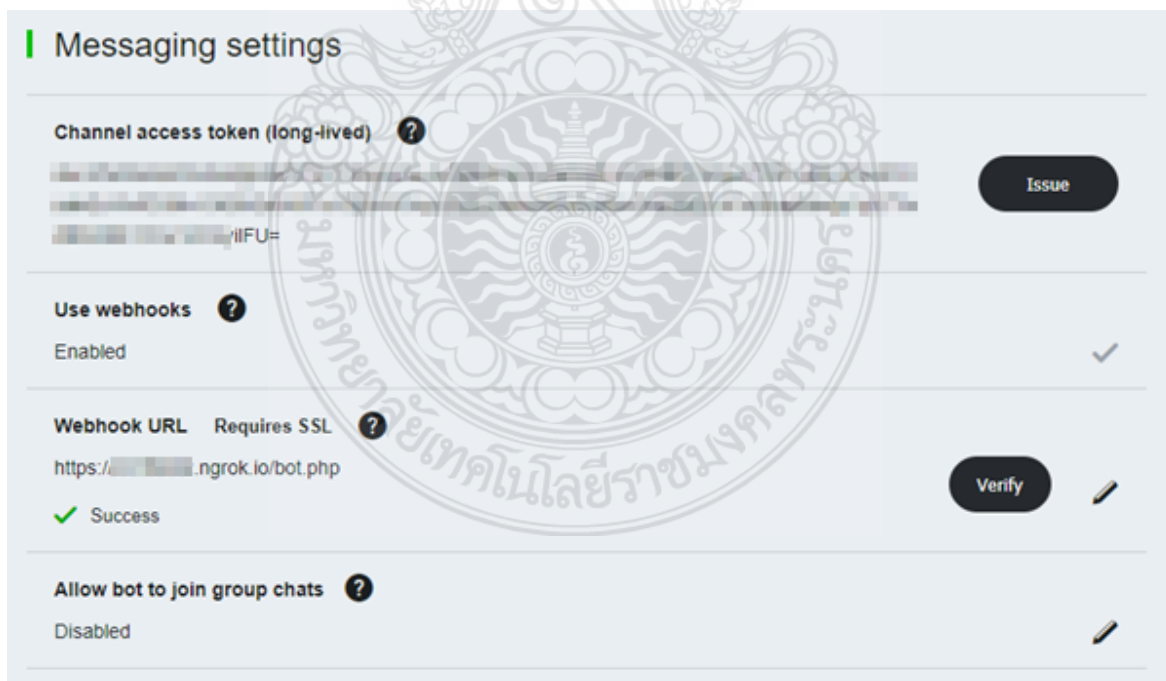 Messaging settings
Channel access token (long-lived)
Issue
yilFU=
Use webhooks
Enabled
Webhook URL Requires SSL
https:// .ngrok.io/bot.php
Verify
Success
Allow bot to join group chats
Disabled
มหาวิทยาลัยเทคโนโลยีราชมงคลพระนคร